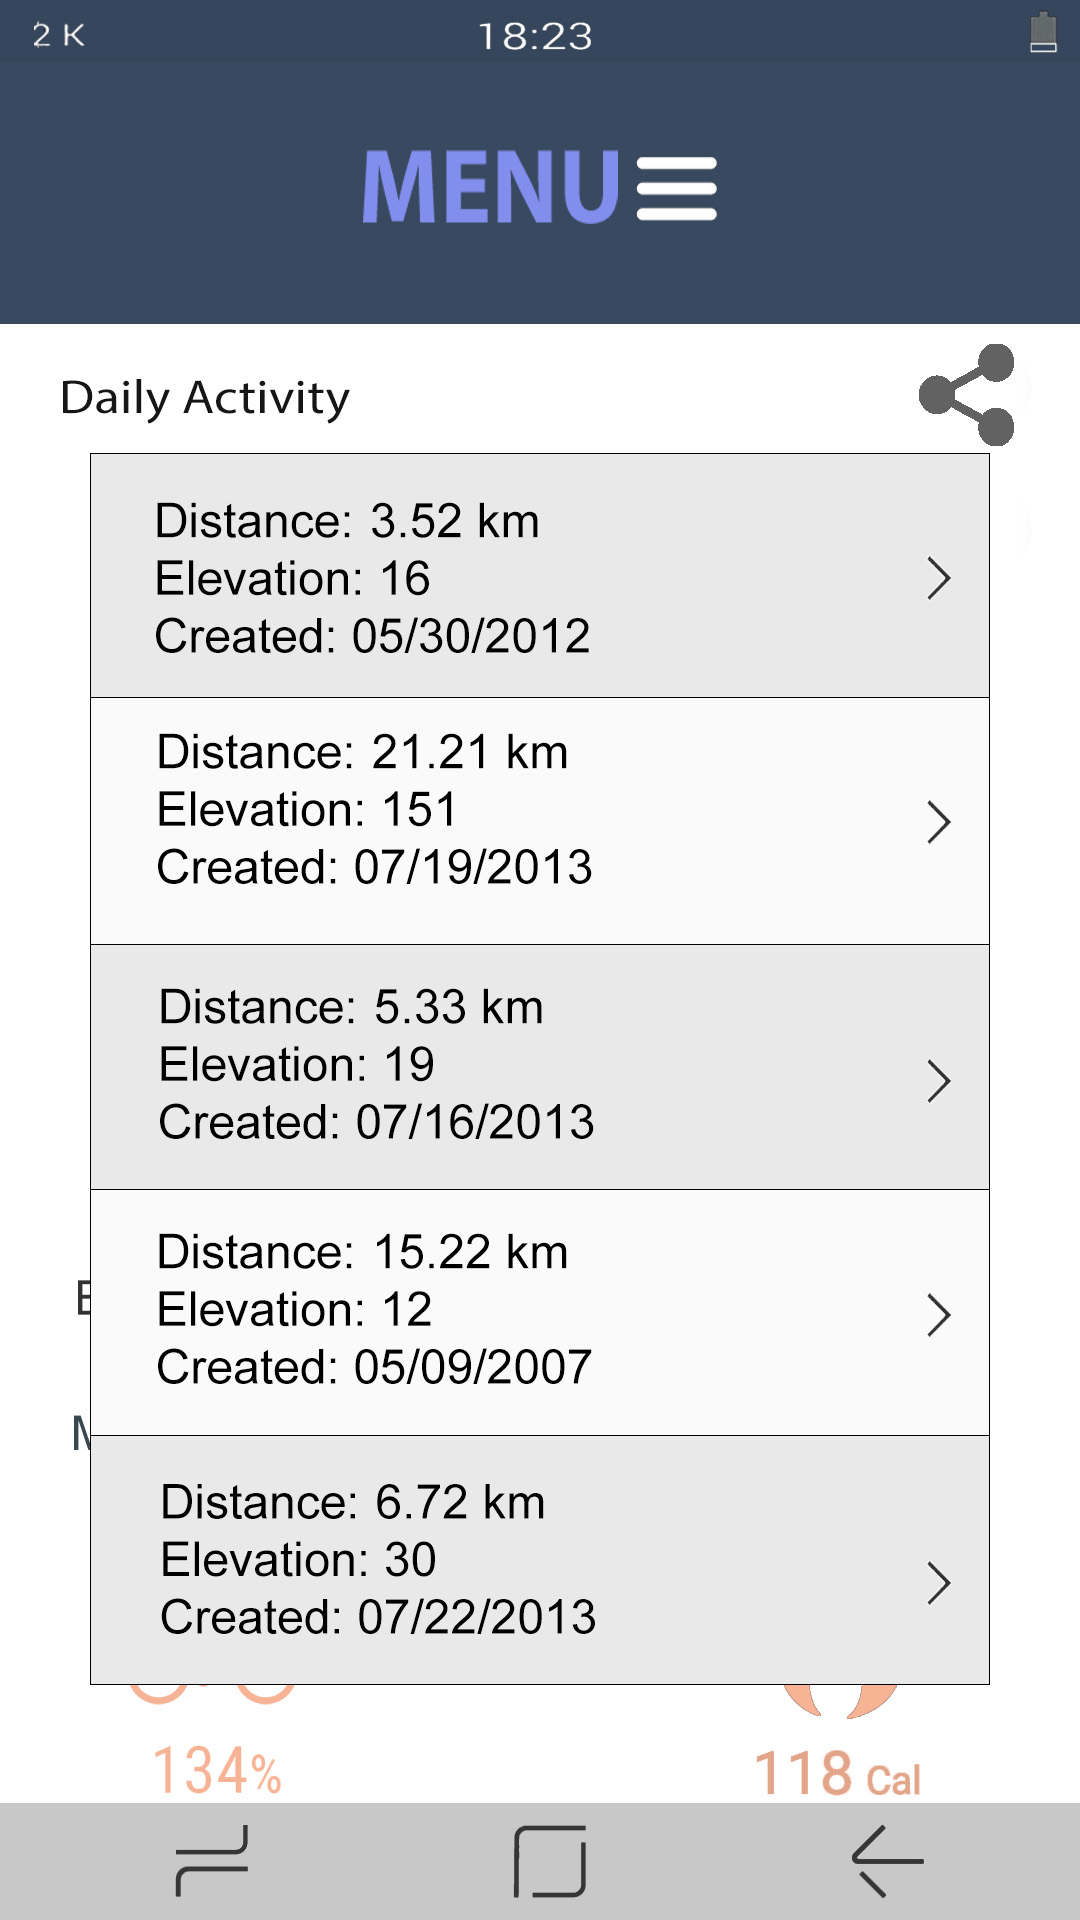 2 K
18:23
MENU
Daily Activity
Distance: 3.52 km
Elevation: 16
Created: 05/30/2012
Distance: 21.21 km
Elevation: 151
Created: 07/19/2013
Distance: 5.33 km
Elevation: 19
Created: 07/16/2013
Distance: 15.22 km
Elevation: 12
Created: 05/09/2007
Distance: 6.72 km
Elevation: 30
Created: 07/22/2013
134%
118 Cal